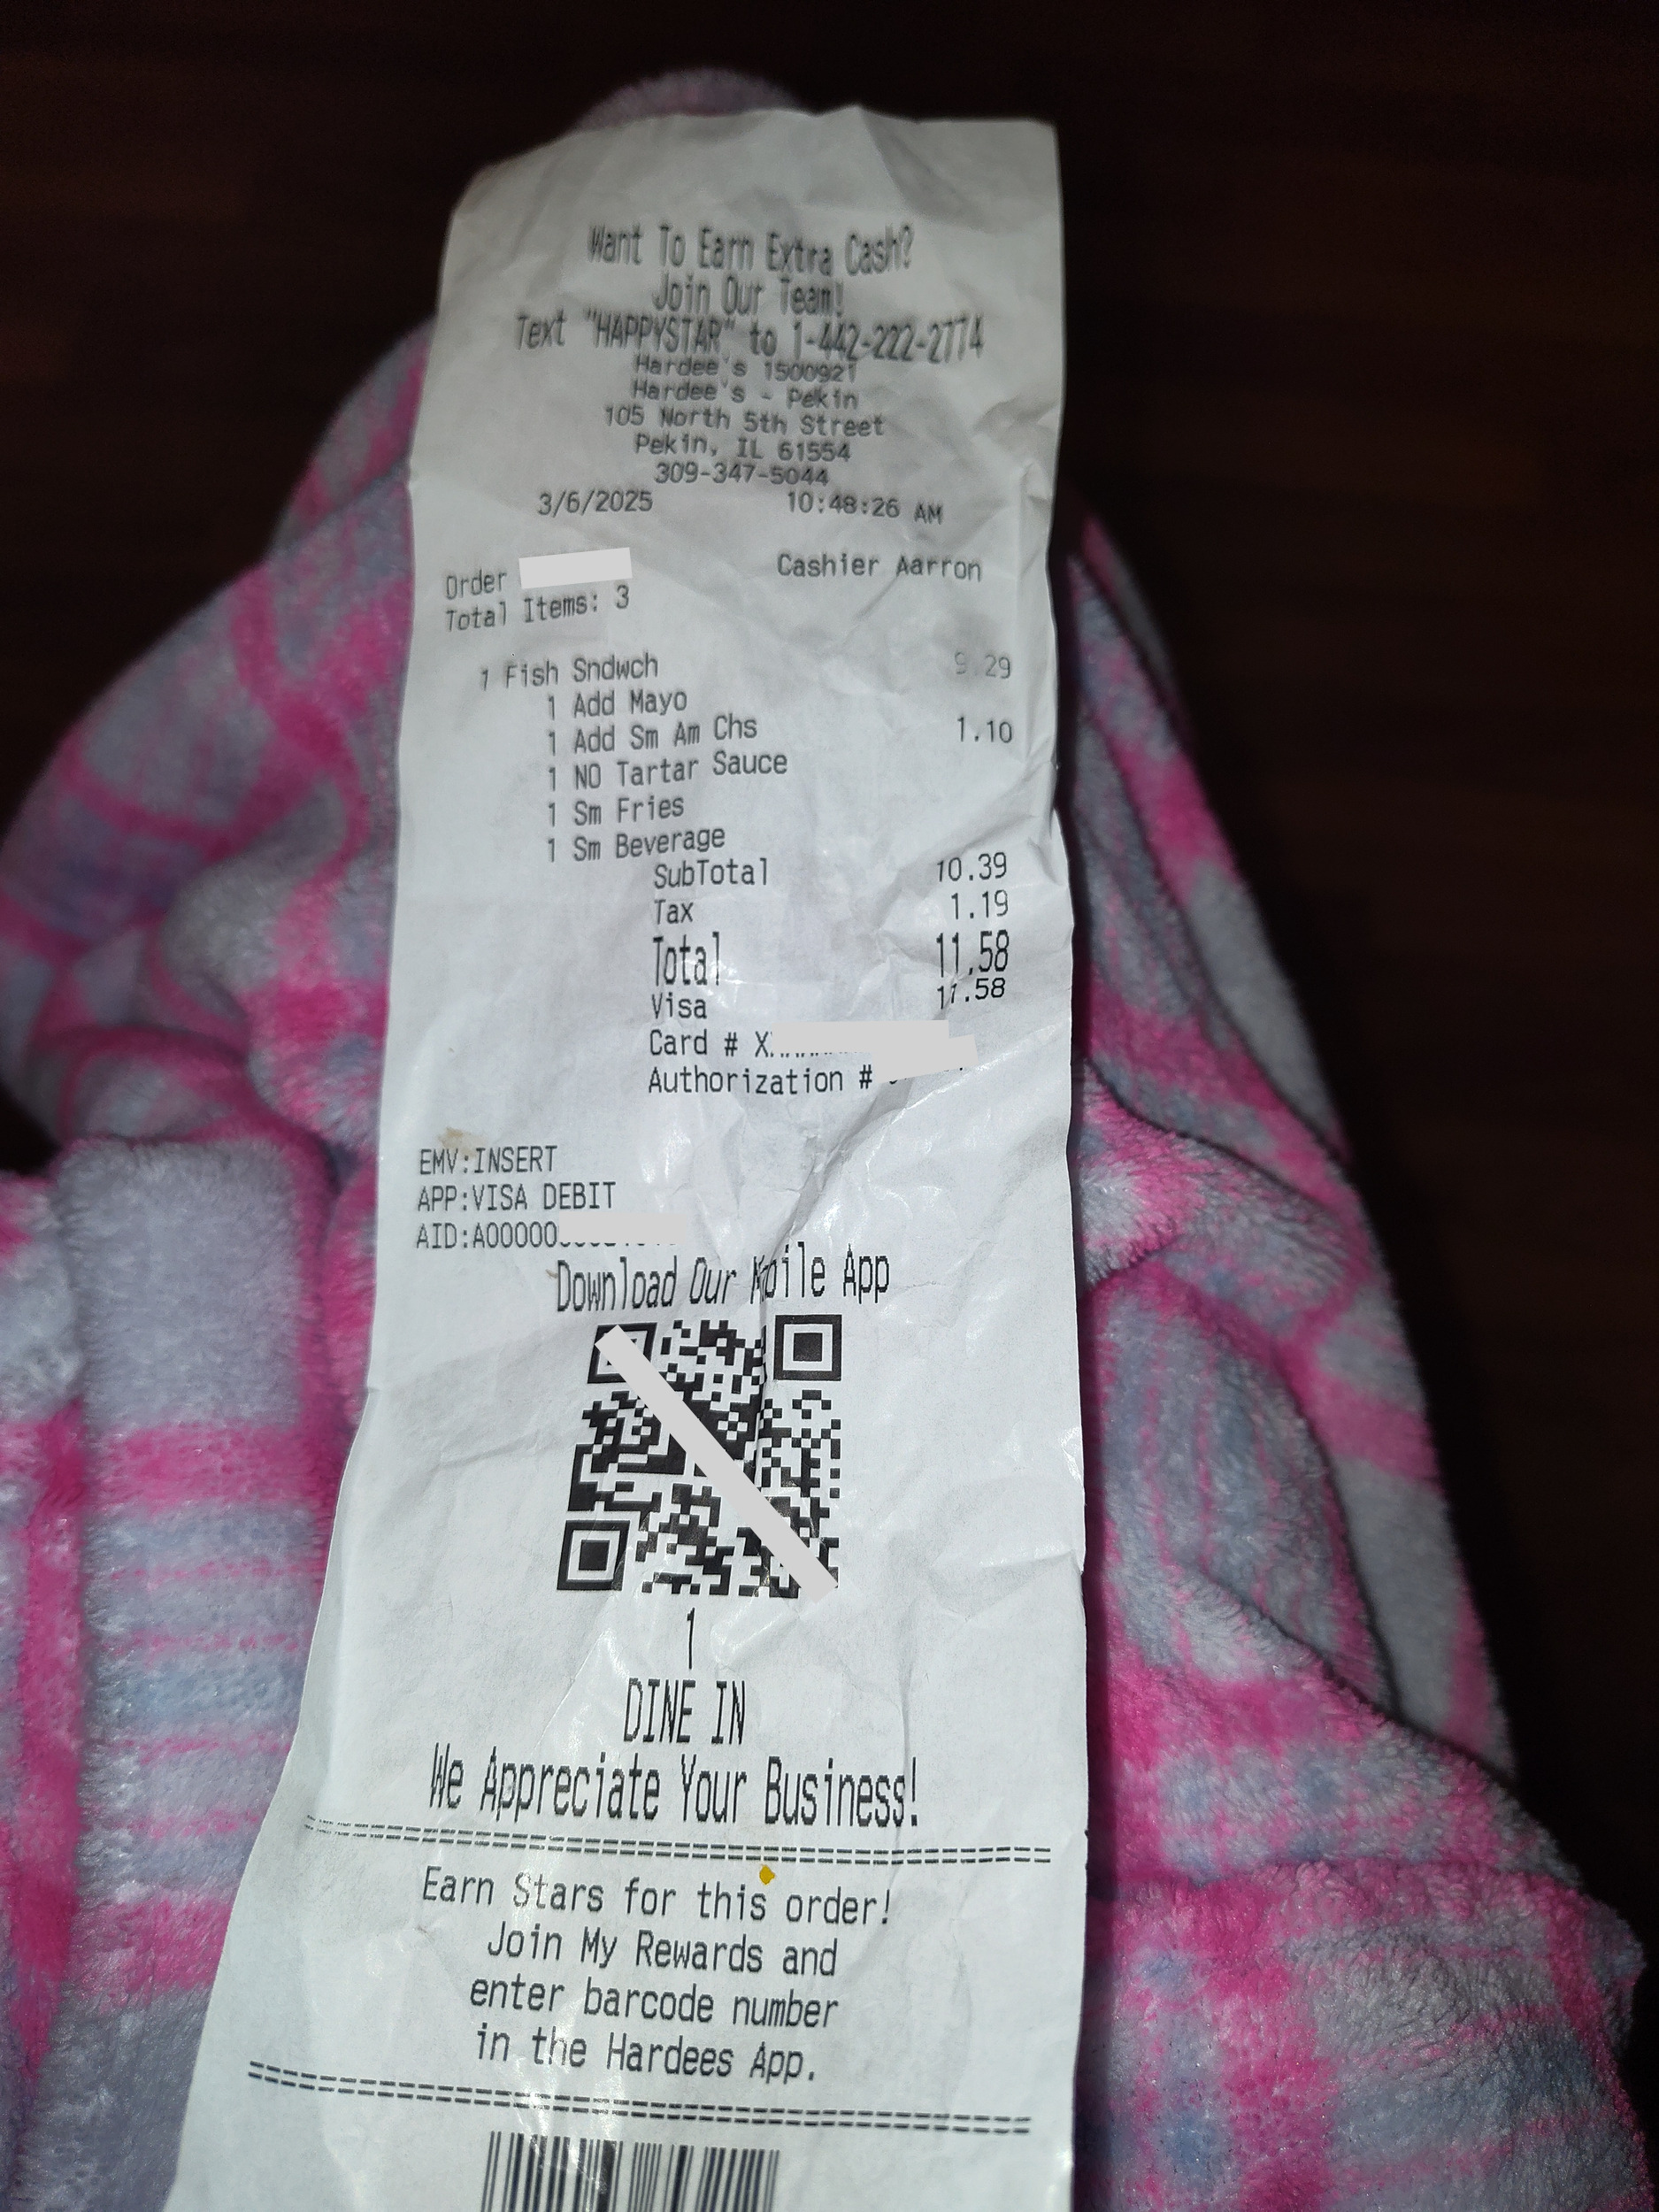 Want To Earn Extra Cash?
Join Our Team!
Text "HAPPYSTAR" to 1-442-222-2774
Hardee's 1500921
Hardee's - Pekin
105 North 5th Street
Pekin, IL 61554
309-347-5044
3/6/2025 10:48:26 AM
Order Cashier Aarron
Total Items: 3
1 Fish Sndwch 9.29
1 Add Mayo
1 Add Sm Am Chs 1.10
1 NO Tartar Sauce
1 Sm Fries
1 Sm Beverage
SubTotal 10.39
Tax 1.19
Total 11.58
Visa 11.58
Card #
Authorization #
EMV:INSERT
APP:VISA DEBIT
AID:A00000
Download Our App
1
DINE IN
We Appreciate Your Business!
Earn Stars for this order!
Join My Rewards and
enter barcode number
in the Hardees App.